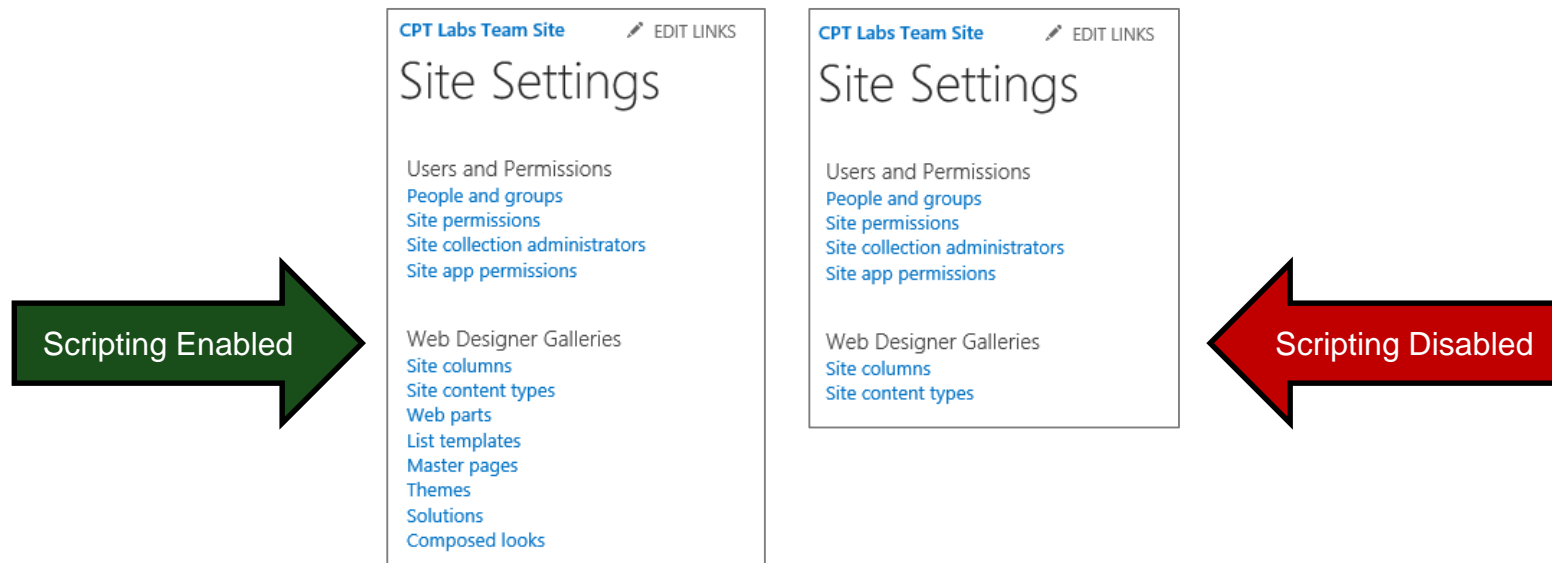 CPT Labs Team Site EDIT LINKS
Site Settings
Users and Permissions
People and groups
Site permissions
Site collection administrators
Site app permissions
Web Designer Galleries
Site columns
Site content types
Web parts
List templates
Master pages
Themes
Solutions
Composed looks
CPT Labs Team Site EDIT LINKS
Site Settings
Users and Permissions
People and groups
Site permissions
Site collection administrators
Site app permissions
Web Designer Galleries
Site columns
Site content types
Scripting Enabled
Scripting Disabled